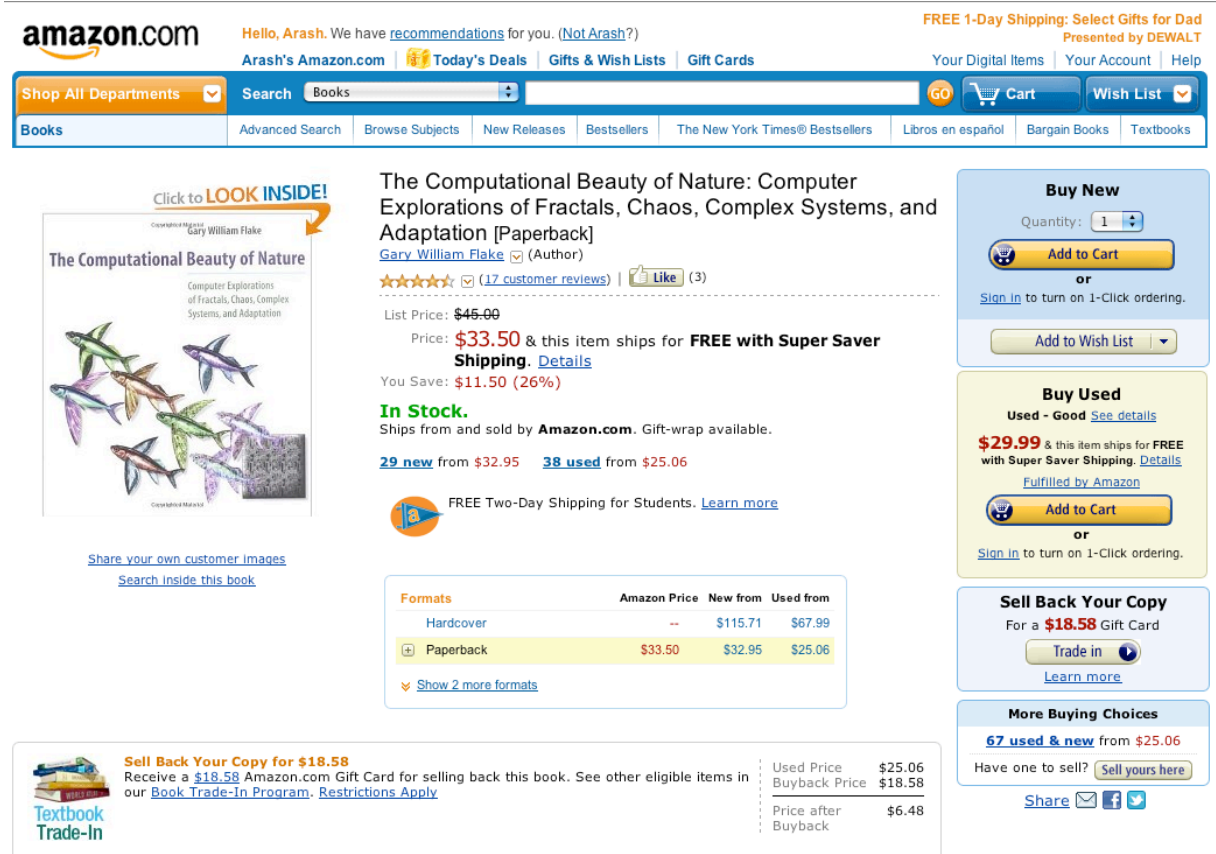 amazon.com
Hello, Arash. We have recommendations for you. (Not Arash?)
FREE 1-Day Shipping: Select Gifts for Dad
Presented by DEWALT
Arash's Amazon.com Today's Deals Gifts & Wish Lists Gift Cards
Your Digital Items Your Account Help
Shop All Departments Search Books GO Cart Wish List
Books Advanced Search Browse Subjects New Releases Bestsellers The New York Times® Bestsellers Libros en español Bargain Books Textbooks
Click to LOOK INSIDE!
Copyrighted Material
Gary William Flake
The Computational Beauty of Nature
Computer Explorations
of Fractals, Chaos, Complex
Systems, and Adaptation
Copyrighted Material
Share your own customer images
Search inside this book
The Computational Beauty of Nature: Computer
Explorations of Fractals, Chaos, Complex Systems, and
Adaptation [Paperback]
Gary William Flake (Author)
(17 customer reviews) | Like (3)
List Price: $45.00
Price: $33.50 & this item ships for FREE with Super Saver
Shipping. Details
You Save: $11.50 (26%)
In Stock.
Ships from and sold by Amazon.com. Gift-wrap available.
29 new from $32.95 38 used from $25.06
a
FREE Two-Day Shipping for Students. Learn more
Formats Amazon Price New from Used from
Hardcover -- $115.71 $67.99
Paperback $33.50 $32.95 $25.06
Show 2 more formats
Buy New
Quantity: 1
Add to Cart
or
Sign in to turn on 1-Click ordering.
Add to Wish List
Buy Used
Used - Good See details
$29.99 & this item ships for FREE
with Super Saver Shipping. Details
Fulfilled by Amazon
Add to Cart
or
Sign in to turn on 1-Click ordering.
Sell Back Your Copy
For a $18.58 Gift Card
Trade in
Learn more
More Buying Choices
67 used & new from $25.06
Have one to sell? Sell yours here
Share
WORLD ATLAS
Textbook
Trade-In
Sell Back Your Copy for $18.58
Receive a $18.58 Amazon.com Gift Card for selling back this book. See other eligible items in
our Book Trade-In Program. Restrictions Apply
Used Price $25.06
Buyback Price $18.58
Price after $6.48
Buyback